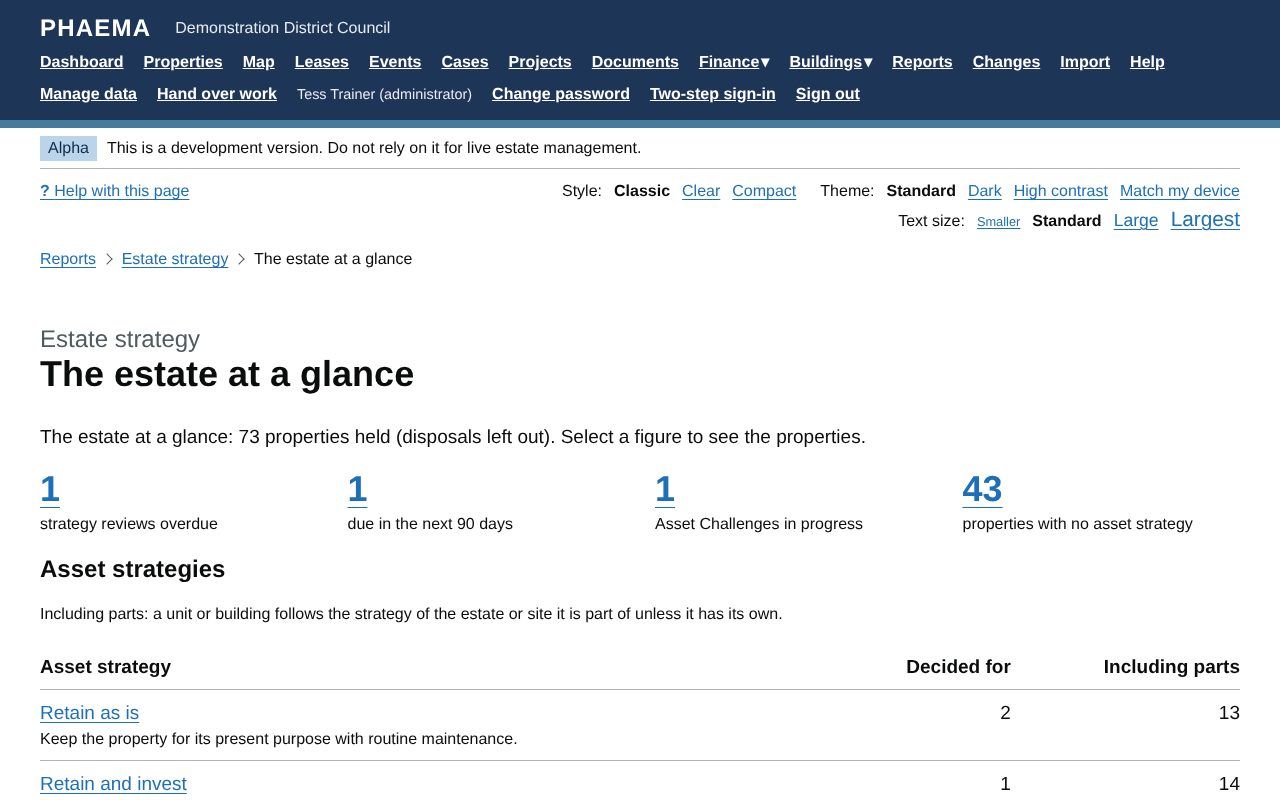 PHAEMA Demonstration District Council
Dashboard Properties Map Leases Events Cases Projects Documents Finance▾ Buildings▾ Reports Changes Import Help
Manage data Hand over work Tess Trainer (administrator) Change password Two-step sign-in Sign out
Alpha This is a development version. Do not rely on it for live estate management.
? Help with this page Style: Classic Clear Compact Theme: Standard Dark High contrast Match my device
Text size: Smaller Standard Large Largest
Reports > Estate strategy > The estate at a glance
Estate strategy
The estate at a glance
The estate at a glance: 73 properties held (disposals left out). Select a figure to see the properties.
1 1 1 43
strategy reviews overdue due in the next 90 days Asset Challenges in progress properties with no asset strategy
Asset strategies
Including parts: a unit or building follows the strategy of the estate or site it is part of unless it has its own.
Asset strategy Decided for Including parts
Retain as is 2 13
Keep the property for its present purpose with routine maintenance.
Retain and invest 1 14